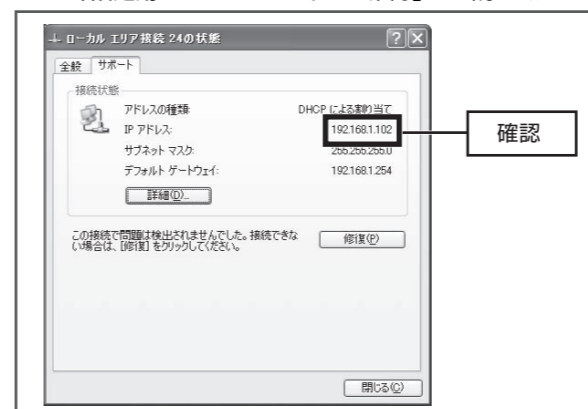 ローカル エリア接続 24の状態
全般
サポート
接続状態
アドレスの種類:
DHCP による割り当て
IP アドレス:
192.168.1.102
確認
サブネット マスク:
255.255.255.0
デフォルト ゲートウェイ:
192.168.1.254
詳細(D)...
この接続で問題は検出されませんでした。接続できな
い場合は、[修復] をクリックしてください。
修復(P)
閉じる(C)